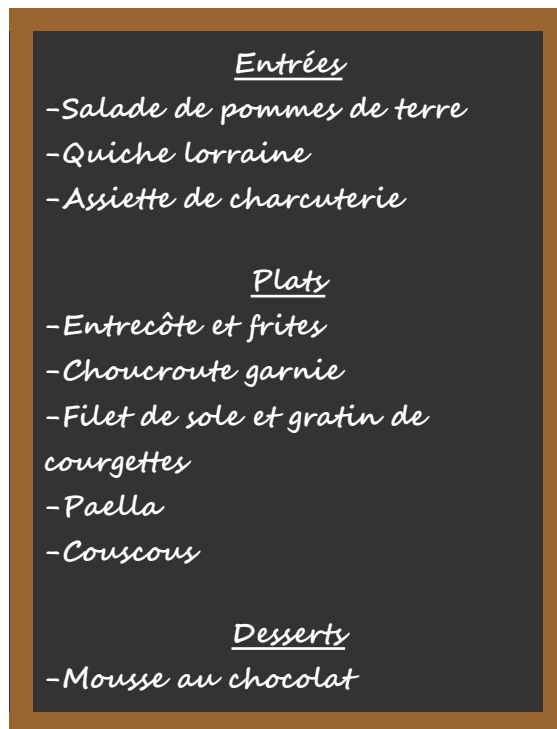 Entrées
-Salade de pommes de terre
-Quiche lorraine
-Assiette de charcuterie
Plats
-Entrecôte et frites
-Choucroute garnie
-Filet de sole et gratin de
courgettes
-Paella
-Couscous
Desserts
-Mousse au chocolat